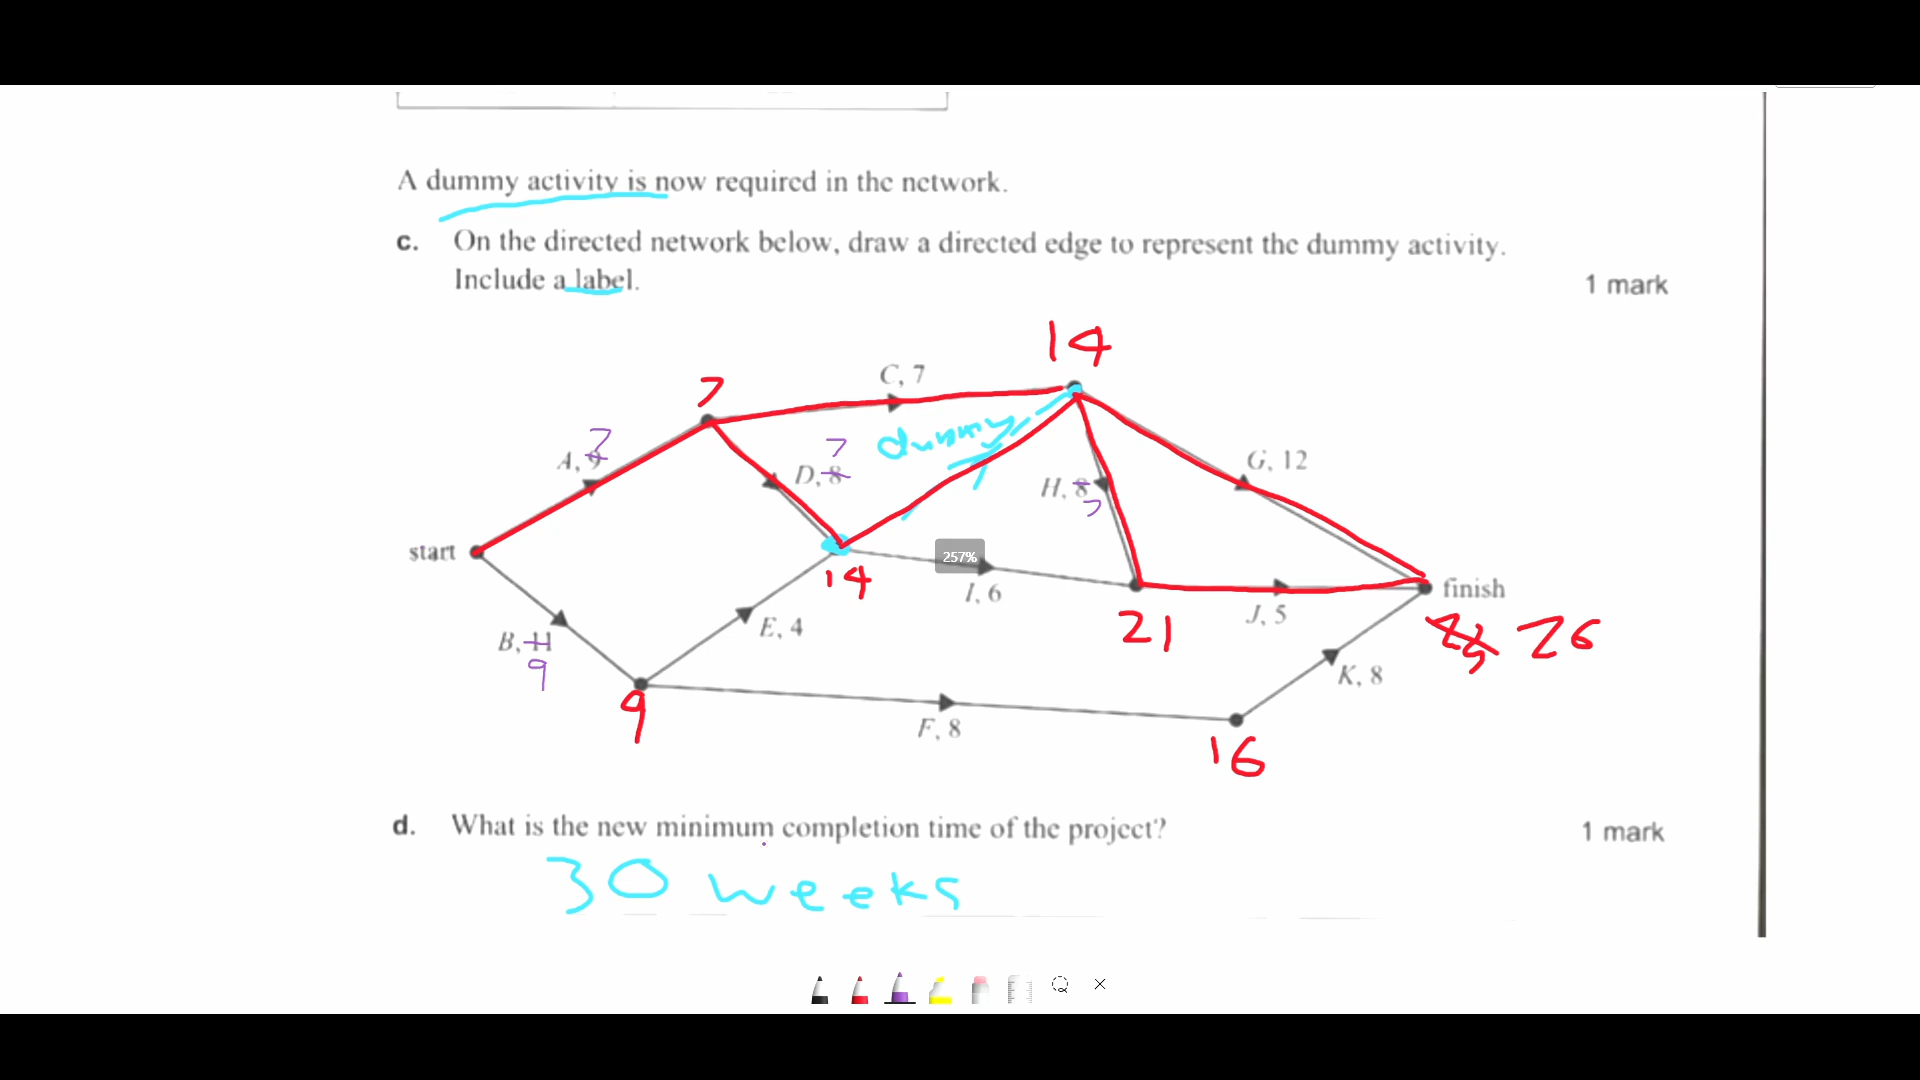 A dummy activity is now required in the network.
c. On the directed network below, draw a directed edge to represent the dummy activity.
Include a label.
1 mark
14
C, 7
7
A, 9 7
D, 8 7
dummy
H, 8 7
G, 12
start
14
257%
I, 6
21
J, 5
finish
26
B, 11 9
E, 4
9
F, 8
16
K, 8
d. What is the new minimum completion time of the project?
1 mark
30 weeks